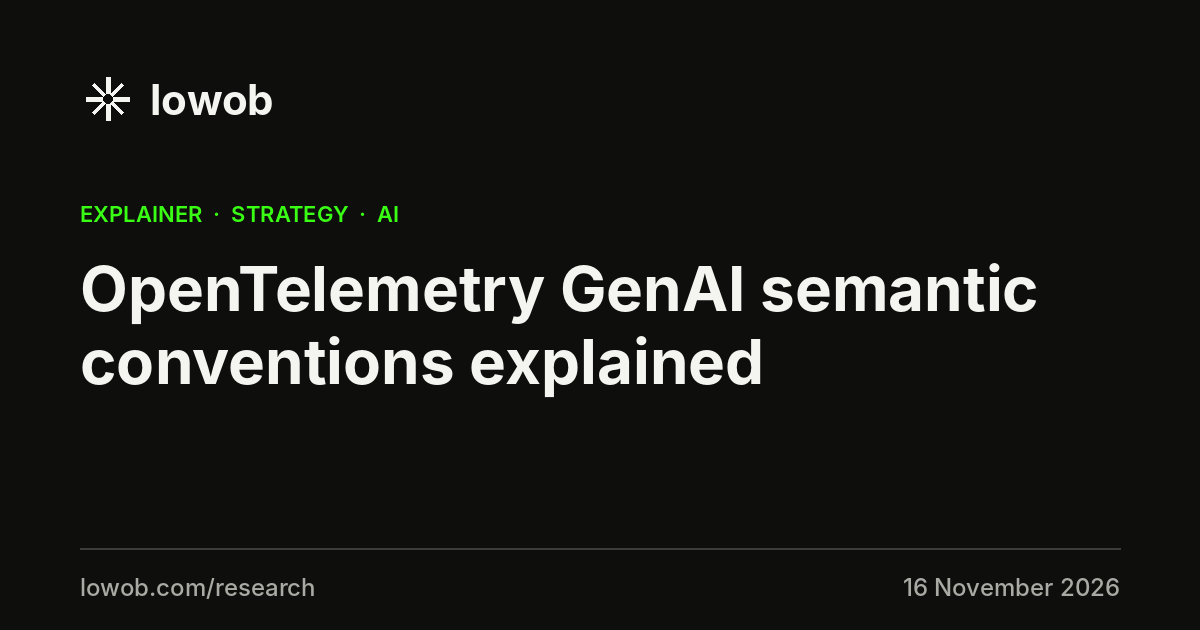 lowob
EXPLAINER · STRATEGY · AI
OpenTelemetry GenAI semantic
conventions explained
lowob.com/research
16 November 2026